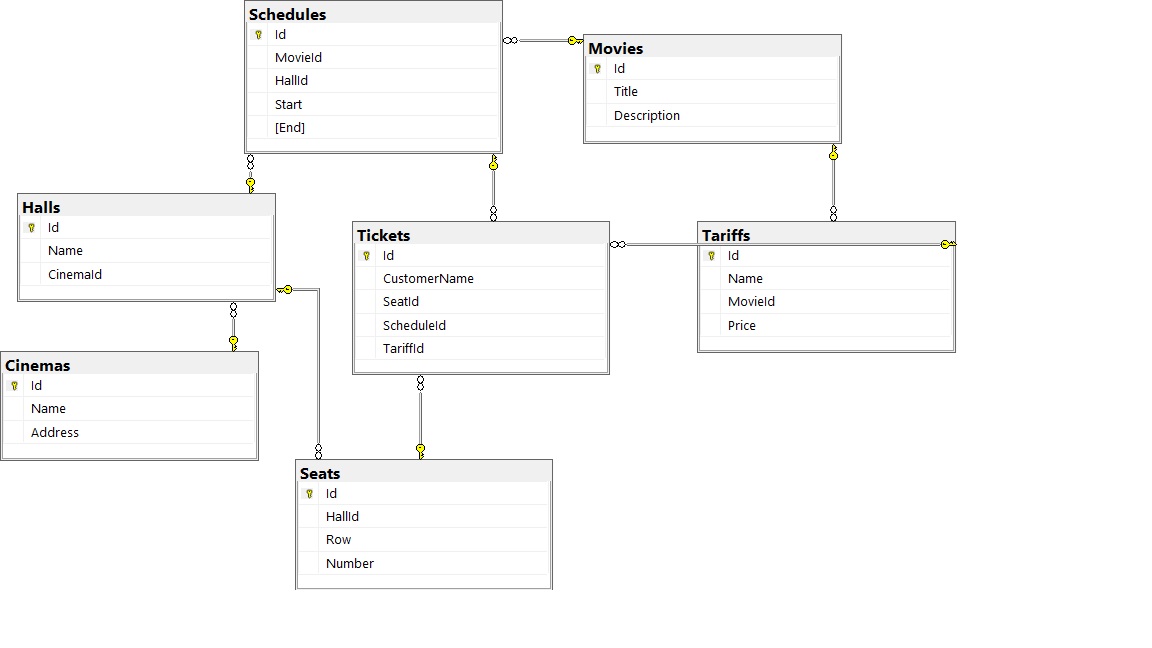 Schedules
Id
MovieId
HallId
Start
[End]
Movies
Id
Title
Description
Halls
Id
Name
CinemaId
Tickets
Id
CustomerName
SeatId
ScheduleId
TariffId
Tariffs
Id
Name
MovieId
Price
Cinemas
Id
Name
Address
Seats
Id
HallId
Row
Number